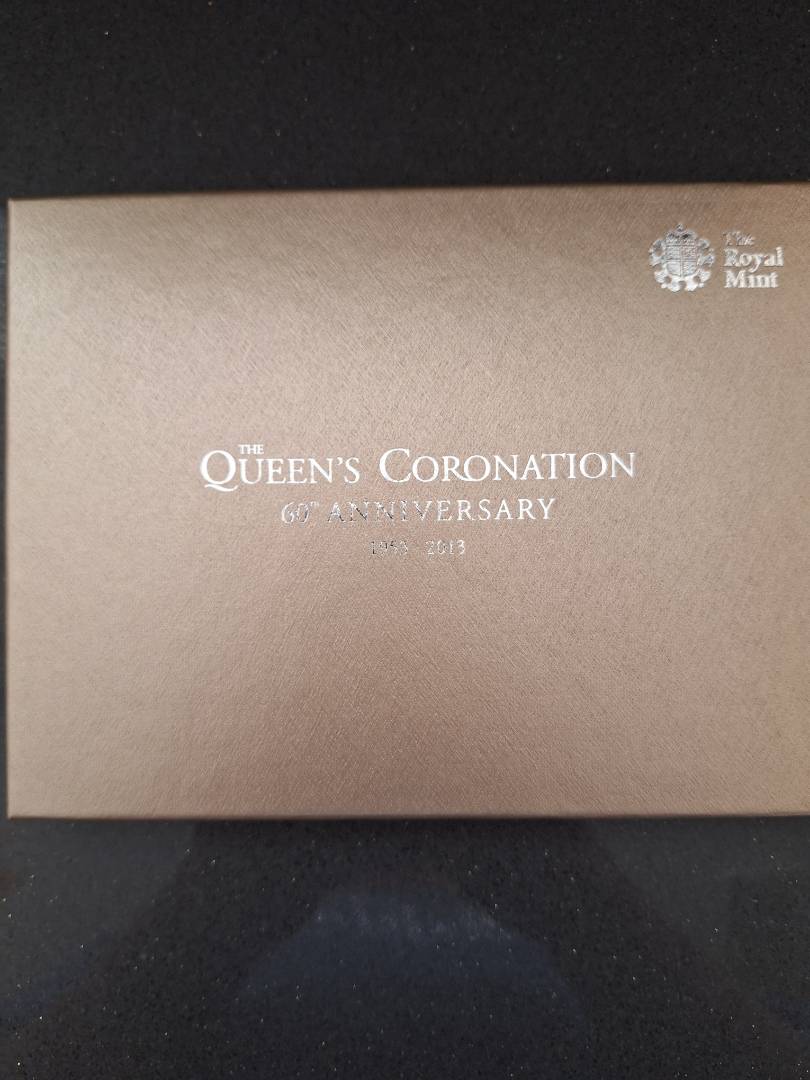 The
Royal
Mint
THE
QUEEN'S CORONATION
60TH ANNIVERSARY
1953 - 2013